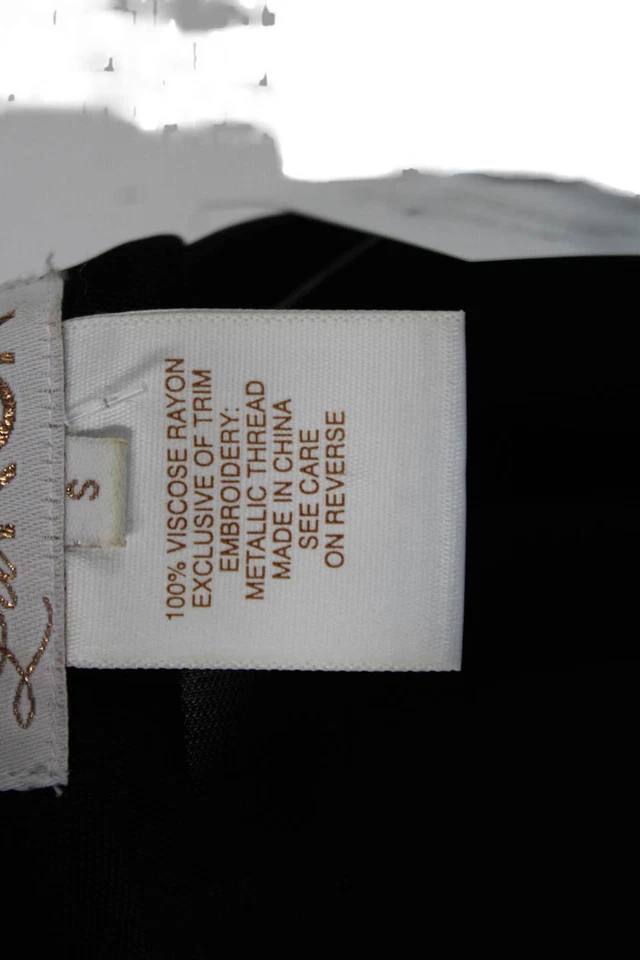 100% VISCOSE RAYON
EXCLUSIVE OF TRIM
EMBROIDERY:
METALLIC THREAD
MADE IN CHINA
SEE CARE
ON REVERSE
S